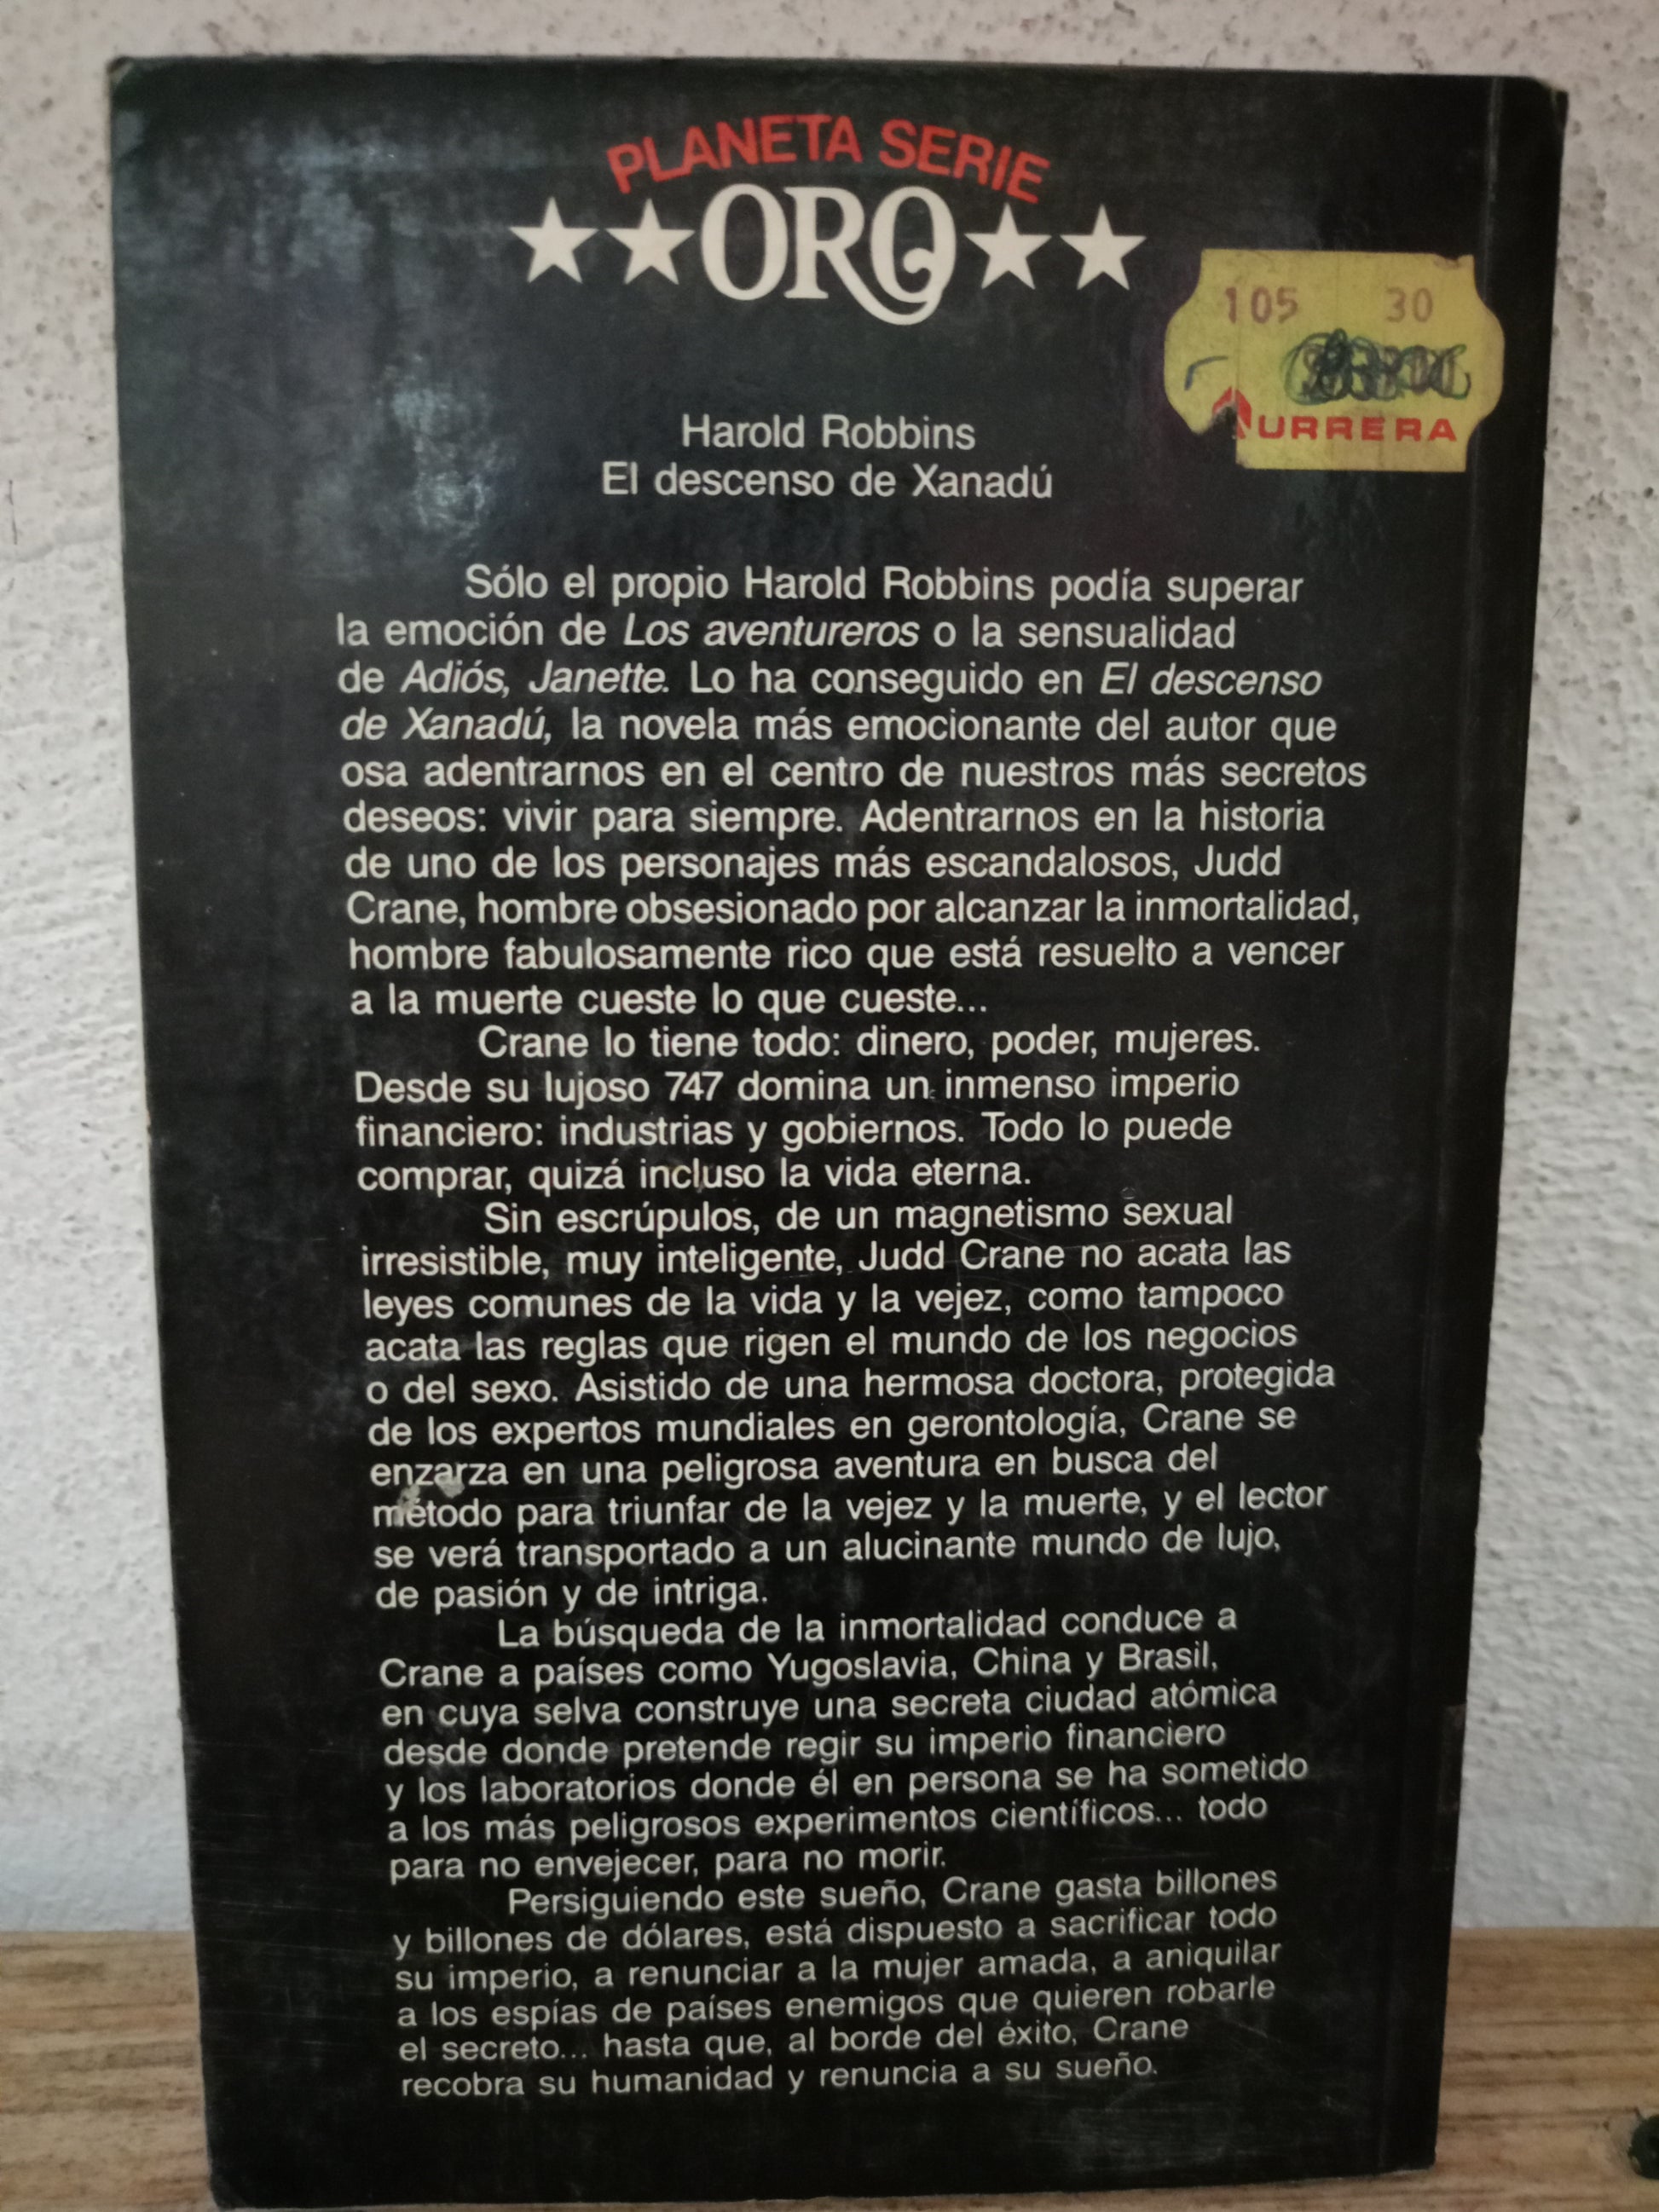 PLANETA SERIE
ORO
105 30
AURRERA
Harold Robbins
El descenso de Xanadú
Sólo el propio Harold Robbins podía superar
la emoción de Los aventureros o la sensualidad
de Adiós, Janette. Lo ha conseguido en El descenso
de Xanadú, la novela más emocionante del autor que
osa adentrarnos en el centro de nuestros más secretos
deseos: vivir para siempre. Adentrarnos en la historia
de uno de los personajes más escandalosos, Judd
Crane, hombre obsesionado por alcanzar la inmortalidad,
hombre fabulosamente rico que está resuelto a vencer
a la muerte cueste lo que cueste...
Crane lo tiene todo: dinero, poder, mujeres.
Desde su lujoso 747 domina un inmenso imperio
financiero: industrias y gobiernos. Todo lo puede
comprar, quizá incluso la vida eterna.
Sin escrúpulos, de un magnetismo sexual
irresistible, muy inteligente, Judd Crane no acata las
leyes comunes de la vida y la vejez, como tampoco
acata las reglas que rigen el mundo de los negocios
o del sexo. Asistido de una hermosa doctora, protegida
de los expertos mundiales en gerontología, Crane se
enzarza en una peligrosa aventura en busca del
método para triunfar de la vejez y la muerte, y el lector
se verá transportado a un alucinante mundo de lujo,
de pasión y de intriga.
La búsqueda de la inmortalidad conduce a
Crane a países como Yugoslavia, China y Brasil,
en cuya selva construye una secreta ciudad atómica
desde donde pretende regir su imperio financiero
y los laboratorios donde él en persona se ha sometido
a los más peligrosos experimentos científicos... todo
para no envejecer, para no morir.
Persiguiendo este sueño, Crane gasta billones
y billones de dólares, está dispuesto a sacrificar todo
su imperio, a renunciar a la mujer amada, a aniquilar
a los espías de países enemigos que quieren robarle
el secreto... hasta que, al borde del éxito, Crane
recobra su humanidad y renuncia a su sueño.